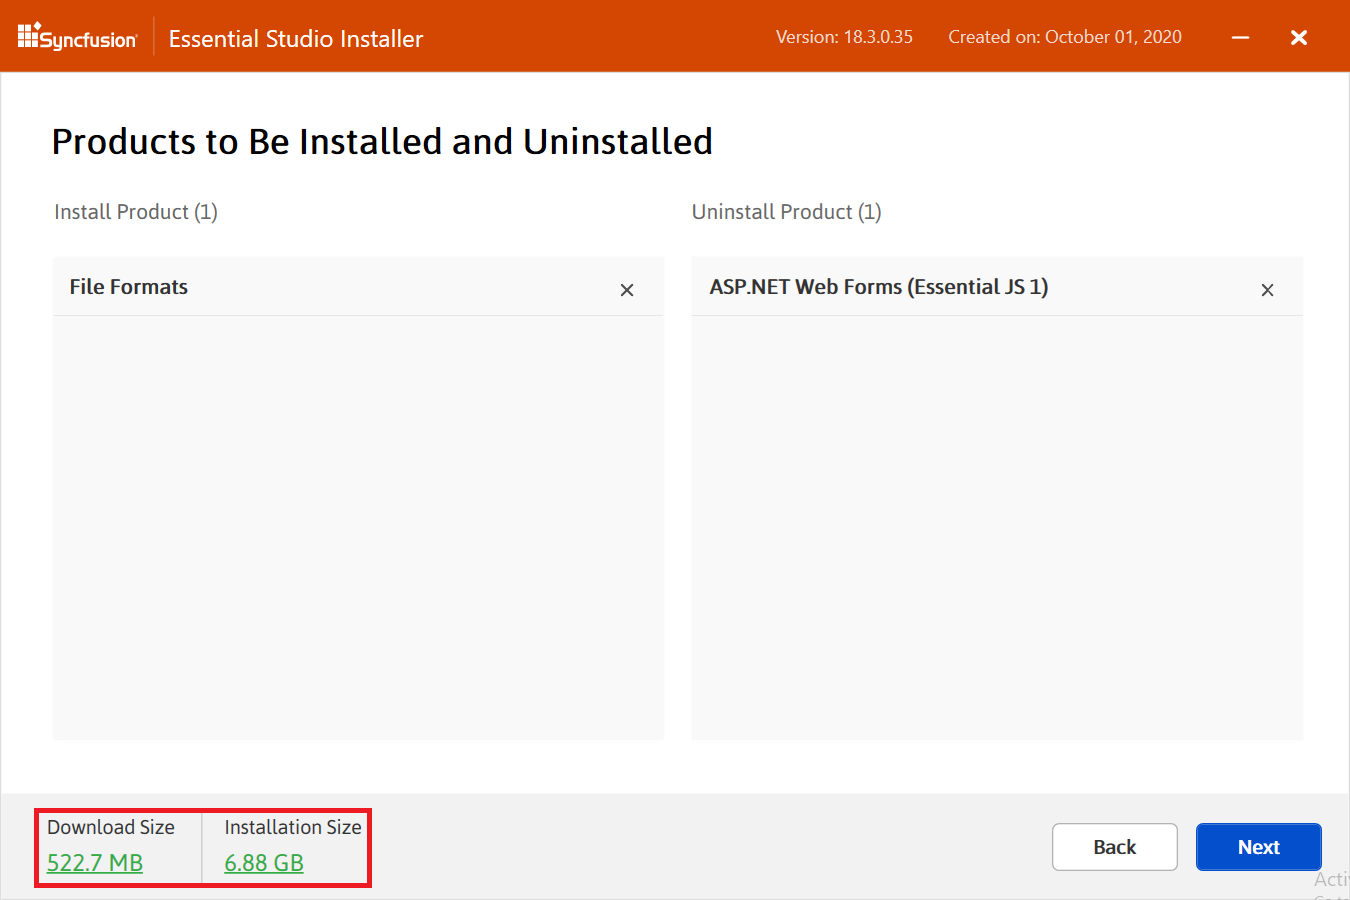 Syncfusion
Essential Studio Installer
Version: 18.3.0.35
Created on: October 01, 2020
Products to Be Installed and Uninstalled
Install Product (1)
Uninstall Product (1)
File Formats
ASP.NET Web Forms (Essential JS 1)
Download Size
Installation Size
522.7 MB
6.88 GB
Back
Next
Acti